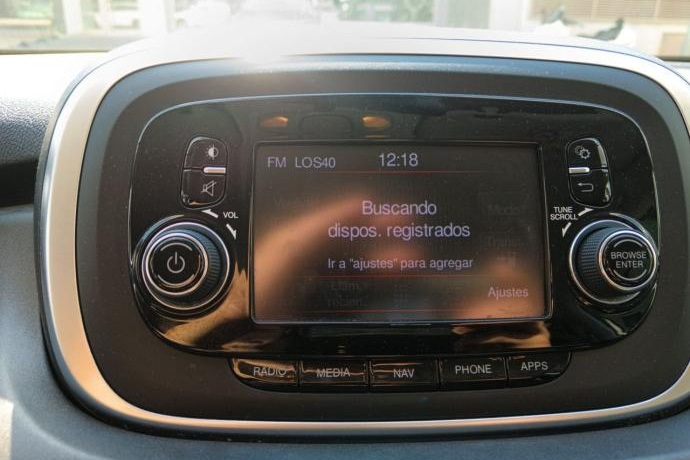 FM LOS40 12:18
Buscando
dispos. registrados
Ir a "ajustes" para agregar
Ajustes
VOL
TUNE
SCROLL
BROWSE
ENTER
RADIO MEDIA NAV PHONE APPS